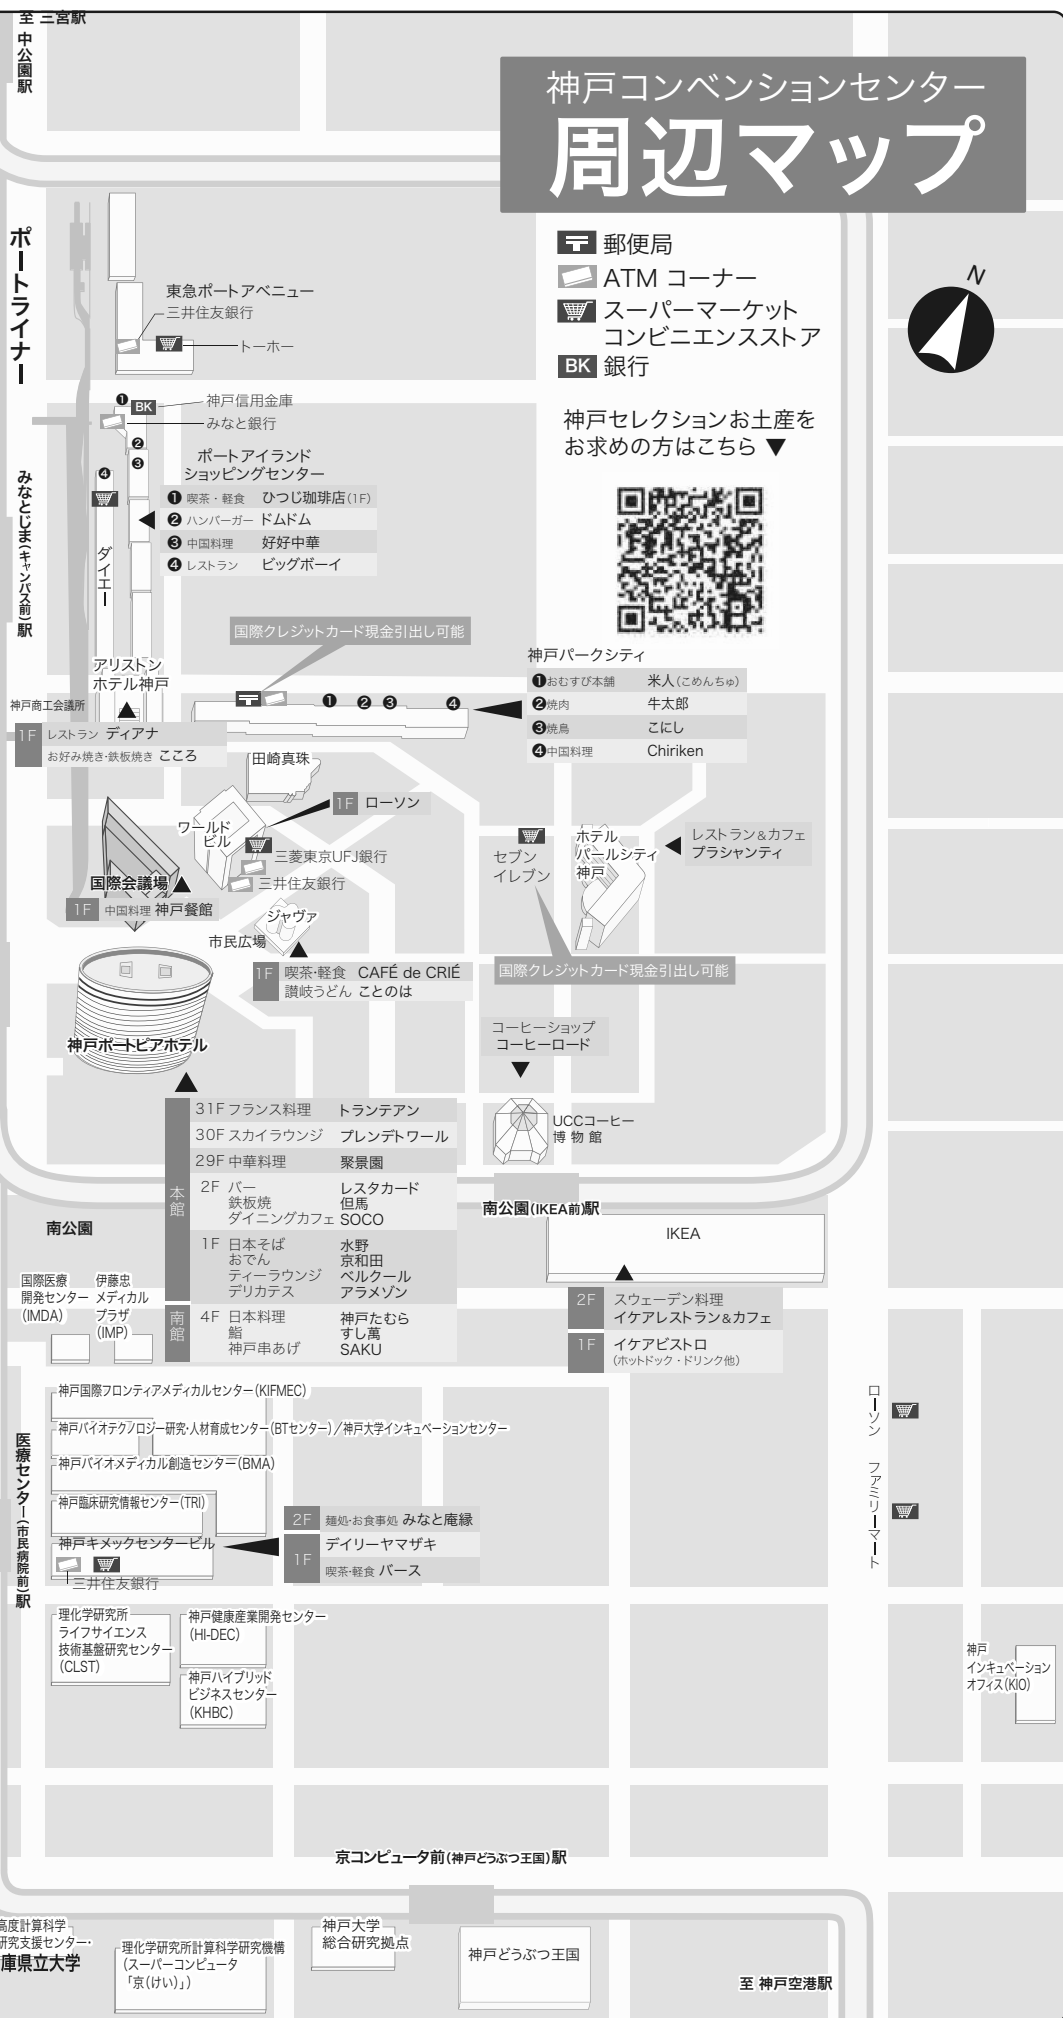 至 三宮駅
中公園駅
神戸コンベンションセンター
周辺マップ
ポートライナー
N
郵便局
ATM コーナー
スーパーマーケット
コンビニエンスストア
BK 銀行
神戸セレクションお土産を
お求めの方はこちら ▼
東急ポートアベニュー
三井住友銀行
トーホー
❶
BK
神戸信用金庫
みなと銀行
❷
❸
❹
みなとじま(キャンパス前)駅
ダイエー
ポートアイランド
ショッピングセンター
❶ 喫茶・軽食 ひつじ珈琲店(1F)
❷ ハンバーガー ドムドム
❸ 中国料理 好好中華
❹ レストラン ビッグボーイ
国際クレジットカード現金引出し可能
❶ ❷ ❸ ❹
神戸パークシティ
❶おむすび本舗 米人(こめんちゅ)
❷焼肉 牛太郎
❸焼鳥 こにし
❹中国料理 Chiriken
アリストン
ホテル神戸
神戸商工会議所
1F レストラン ディアナ
お好み焼き・鉄板焼き こころ
田崎真珠
1F ローソン
ワールド
ビル
三菱東京UFJ銀行
三井住友銀行
セブン
イレブン
ホテル
パールシティ
神戸
レストラン&カフェ
プラシャンティ
国際会議場
1F 中国料理 神戸餐館
ジャヴァ
市民広場
1F 喫茶・軽食 CAFÉ de CRIÉ
讃岐うどん ことのは
国際クレジットカード現金引出し可能
神戸ポートピアホテル
コーヒーショップ
コーヒーロード
UCCコーヒー
博物館
本館
31F フランス料理 トランテアン
30F スカイラウンジ プレンデトワール
29F 中華料理 聚景園
2F バー レスタカード
鉄板焼 但馬
ダイニングカフェ SOCO
1F 日本そば 水野
おでん 京和田
ティーラウンジ ベルクール
デリカテス アラメゾン
南館
4F 日本料理 神戸たむら
鮨 すし萬
神戸串あげ SAKU
南公園(IKEA前)駅
IKEA
2F スウェーデン料理
イケアレストラン&カフェ
1F イケアビストロ
(ホットドック・ドリンク他)
南公園
国際医療
開発センター
(IMDA)
伊藤忠
メディカル
プラザ
(IMP)
神戸国際フロンティアメディカルセンター(KIFMEC)
神戸バイオテクノロジー研究・人材育成センター(BTセンター)/神戸大学インキュベーションセンター
神戸バイオメディカル創造センター(BMA)
神戸臨床研究情報センター(TRI)
神戸キメックセンタービル
三井住友銀行
2F 麺処・お食事処 みなと庵縁
1F デイリーヤマザキ
喫茶・軽食 バース
医療センター(市民病院前)駅
ローソン
ファミリーマート
理化学研究所
ライフサイエンス
技術基盤研究センター
(CLST)
神戸健康産業開発センター
(HI-DEC)
神戸ハイブリッド
ビジネスセンター
(KHBC)
神戸
インキュベーション
オフィス(KIO)
京コンピュータ前(神戸どうぶつ王国)駅
高度計算科学
研究支援センター・
庫県立大学
理化学研究所計算科学研究機構
(スーパーコンピュータ
「京(けい)」)
神戸大学
総合研究拠点
神戸どうぶつ王国
至 神戸空港駅